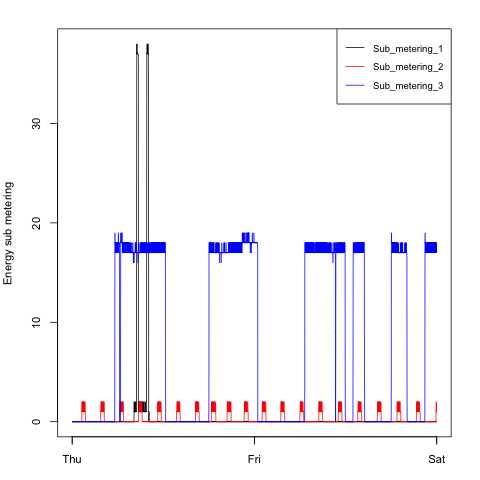 Sub_metering_1
Sub_metering_2
Sub_metering_3
Energy sub metering
30
20
10
0
Thu
Fri
Sat